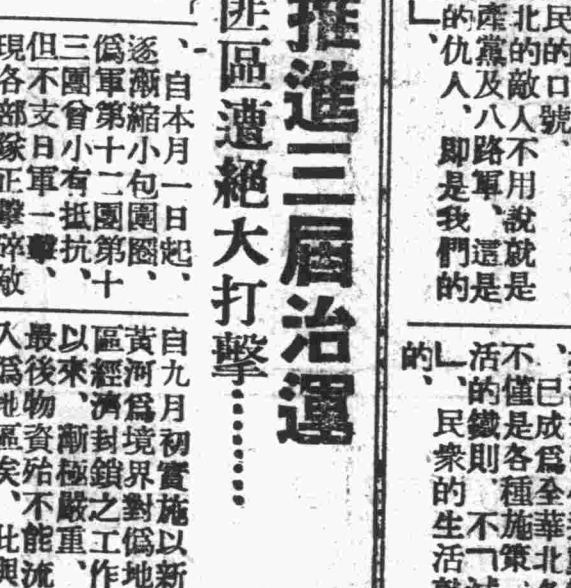 民的口號、
北的敵人不用說就是
產黨及八路軍、還是
的仇人、即是我們的
﹂、
、已成爲全華北
不僅是各種施策
活的鐵則、不﹁
﹂、民衆的生活
的、
推進三屆治運
匪區遭絕大打擊………
、自本月一日起、
逐漸縮小包圍圈、
僞軍第十二團第十
三團曾小有抵抗、
但不支日軍一擊、
現各部隊正擊碎敵
自九月初實施以新
黃河爲境界對僞地
區經濟封鎖之工作
以來、漸極嚴重、
最後物資殆不能流
入僞地區矣、此與